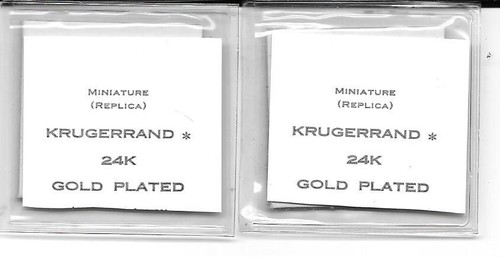 MINIATURE
(REPLICA)
KRUGERRAND *
24K
GOLD PLATED
MINIATURE
(REPLICA)
KRUGERRAND *
24K
GOLD PLATED